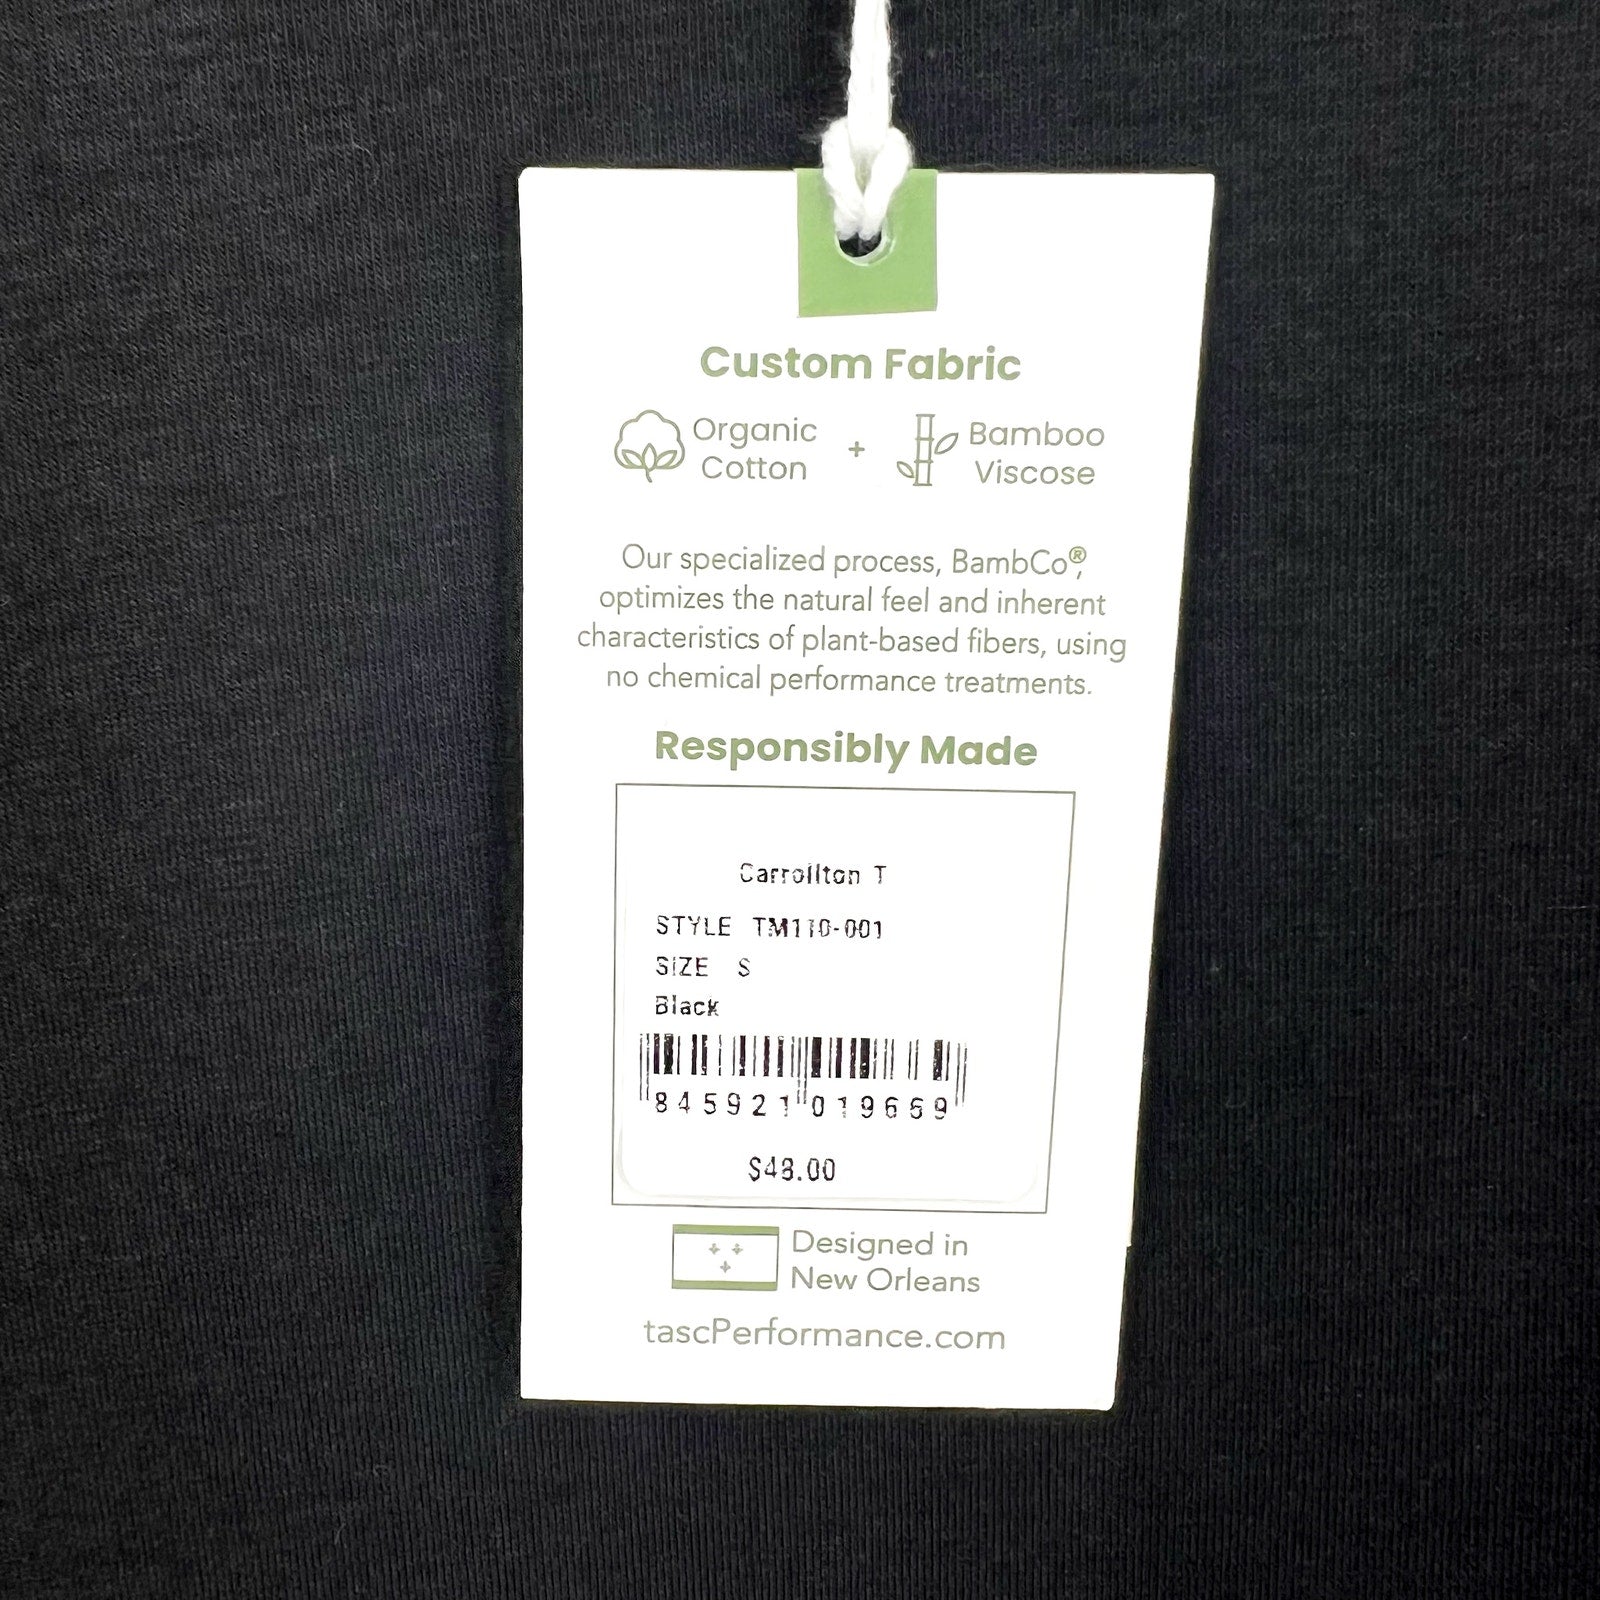 Custom Fabric
Organic Cotton + Bamboo Viscose
Our specialized process, BambCo®,
optimizes the natural feel and inherent
characteristics of plant-based fibers, using
no chemical performance treatments.
Responsibly Made
Carrollton T
STYLE TM110-001
SIZE S
Black
845921 019669
$48.00
Designed in
New Orleans
tascPerformance.com